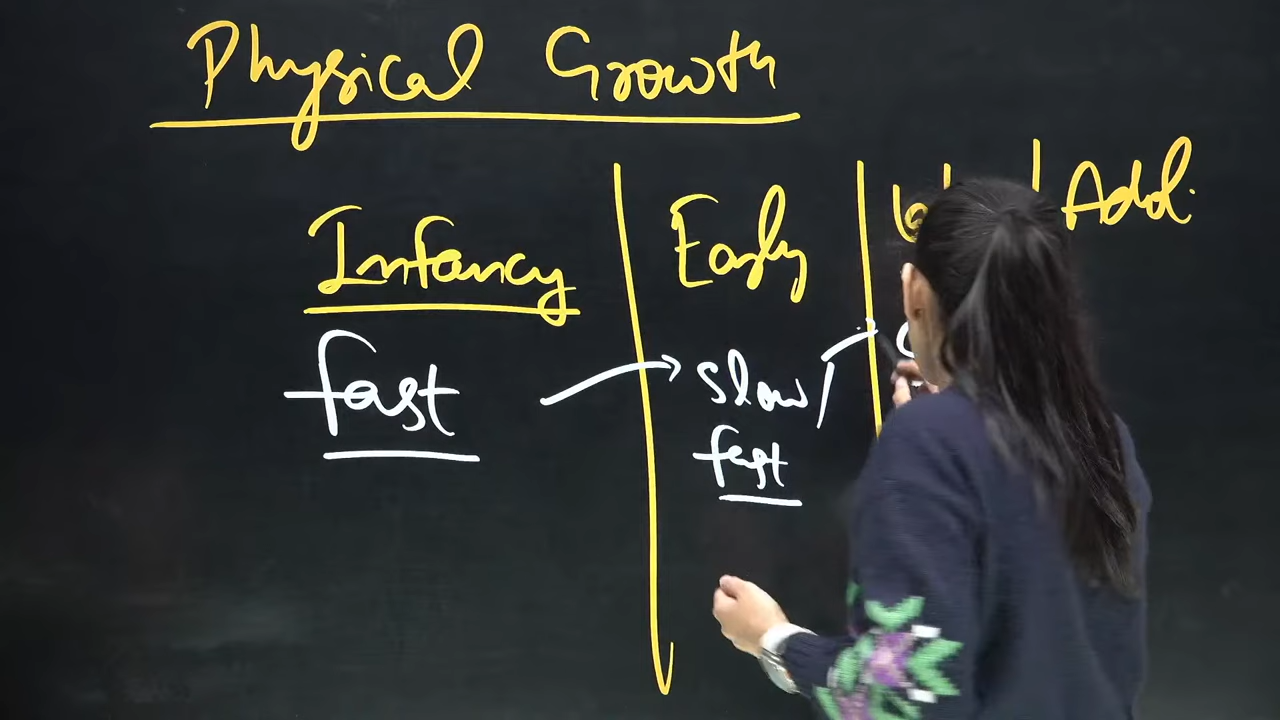 Physical Growth
Infancy
Early
Adol.
fast
slow/
fast